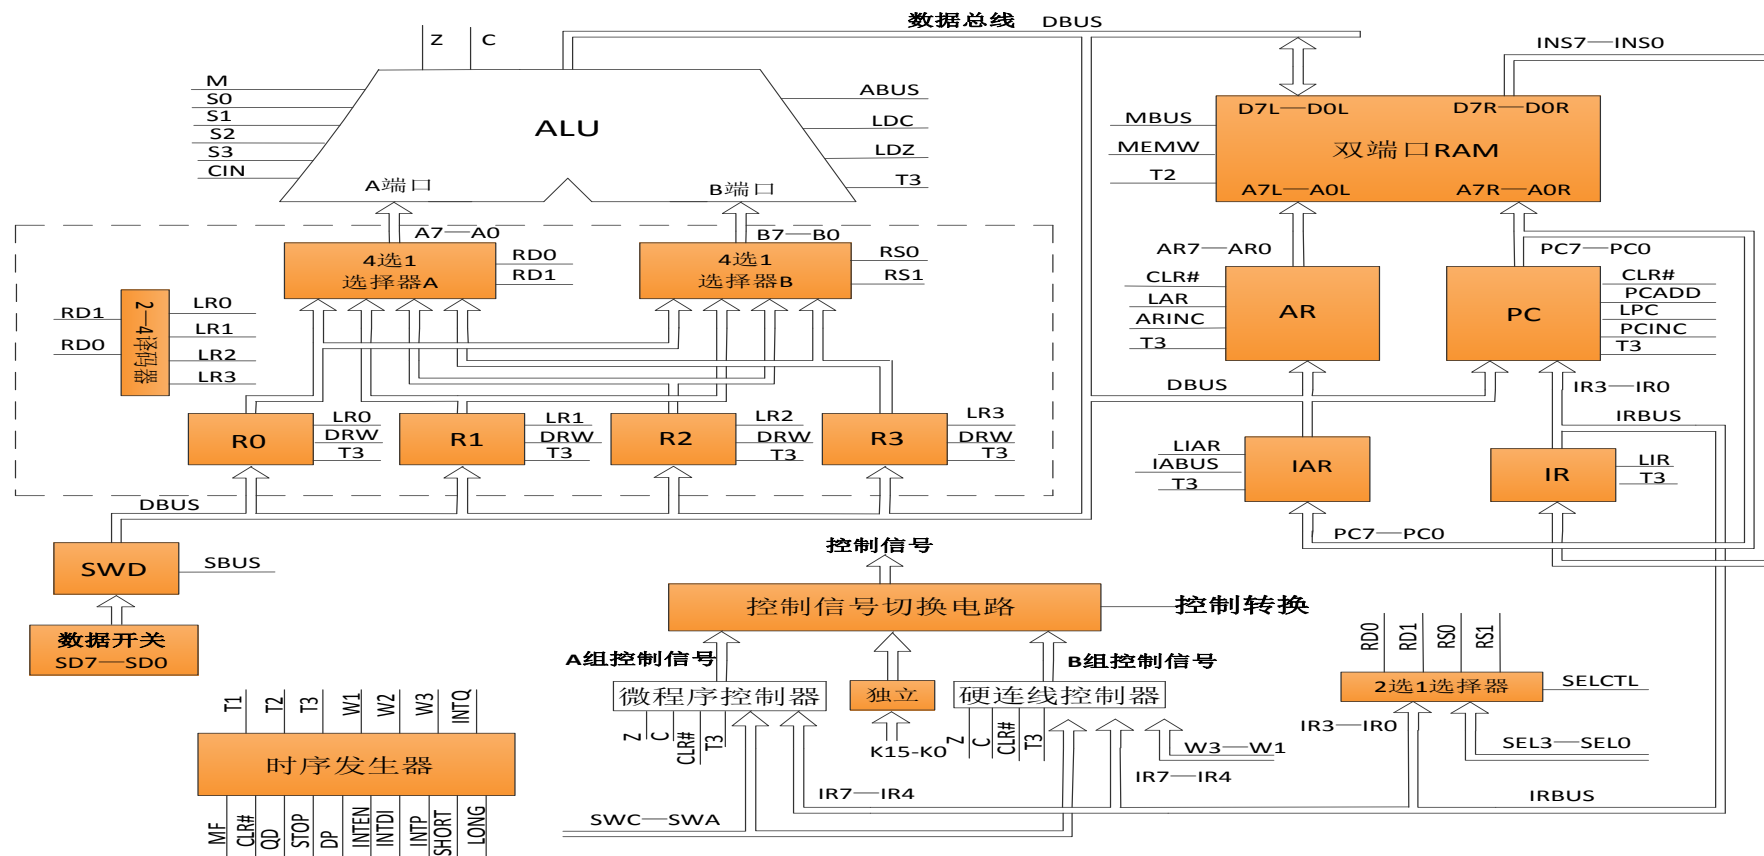 数据总线 DBUS
Z
C
INS7—INS0
M
S0
S1
S2
S3
CIN
ALU
A端口
B端口
ABUS
LDC
LDZ
T3
MBUS
MEMW
T2
D7L—D0L
D7R—D0R
双端口RAM
A7L—A0L
A7R—A0R
A7—A0
B7—B0
4选1
选择器A
RD0
RD1
4选1
选择器B
RS0
RS1
AR7—AR0
PC7—PC0
CLR#
LAR
ARINC
T3
AR
PC
CLR#
PCADD
LPC
PCINC
T3
RD1
RD0
2—4译码器
LR0
LR1
LR2
LR3
DBUS
IR3—IR0
IRBUS
R0
LR0
DRW
T3
R1
LR1
DRW
T3
R2
LR2
DRW
T3
R3
LR3
DRW
T3
LIAR
IABUS
T3
IAR
IR
LIR
T3
DBUS
PC7—PC0
SWD
SBUS
数据开关
SD7—SD0
控制信号
控制信号切换电路
控制转换
A组控制信号
B组控制信号
微程序控制器
独立
硬连线控制器
Z
C
CLR#
T3
K15-K0
Z
C
CLR#
T3
W3—W1
RD0
RD1
RS0
RS1
2选1选择器
SELCTL
IR3—IR0
SEL3—SEL0
IR7—IR4
IR7—IR4
IRBUS
SWC—SWA
T1
T2
T3
W1
W2
W3
INTQ
时序发生器
MF
CLR#
QD
STOP
DP
INTEN
INTDI
INTP
SHORT
LONG